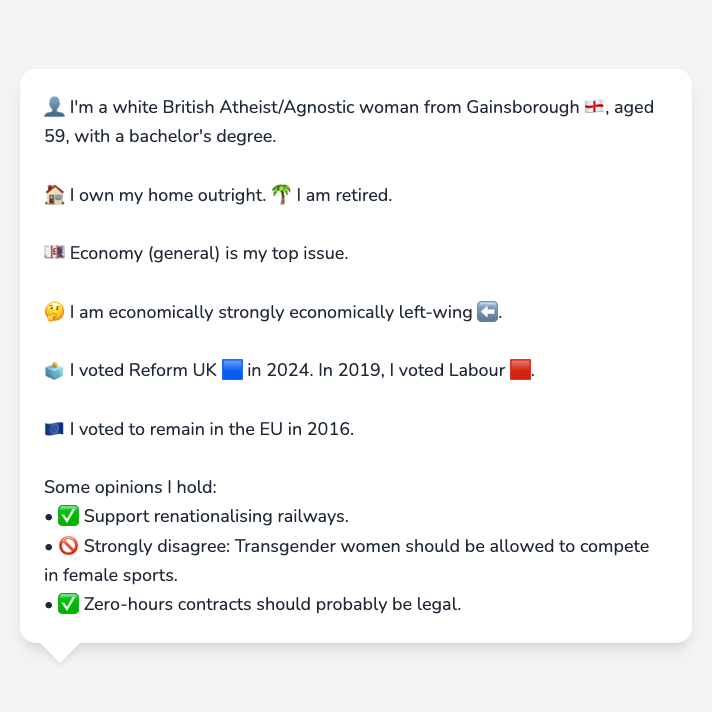 👤 I'm a white British Atheist/Agnostic woman from Gainsborough 🏴󠁧󠁢󠁥󠁮󠁧󠁿, aged
59, with a bachelor's degree.
🏠 I own my home outright. 🌴 I am retired.
💷 Economy (general) is my top issue.
🤔 I am economically strongly economically left-wing ⬅️.
🗳️ I voted Reform UK 🟦 in 2024. In 2019, I voted Labour 🟥.
🇪🇺 I voted to remain in the EU in 2016.
Some opinions I hold:
• ✅ Support renationalising railways.
• 🚫 Strongly disagree: Transgender women should be allowed to compete
in female sports.
• ✅ Zero-hours contracts should probably be legal.